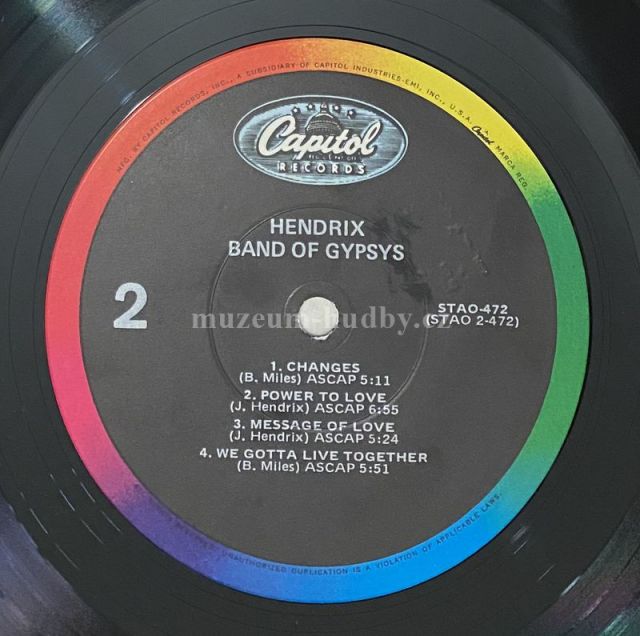 MFG. BY CAPITOL RECORDS, INC., A SUBSIDIARY OF CAPITOL INDUSTRIES-EMI, INC., U.S.A. Capitol MARCA REG.
Capitol
RECORDS
HENDRIX
BAND OF GYPSYS
2
STAO-472
(STAO 2-472)
muzeum-hudby.cz
1. CHANGES
(B. Miles) ASCAP 5:11
2. POWER TO LOVE
(J. Hendrix) ASCAP 6:55
3. MESSAGE OF LOVE
(J. Hendrix) ASCAP 5:24
4. WE GOTTA LIVE TOGETHER
(B. Miles) ASCAP 5:51
UNAUTHORIZED DUPLICATION IS A VIOLATION OF APPLICABLE LAWS.